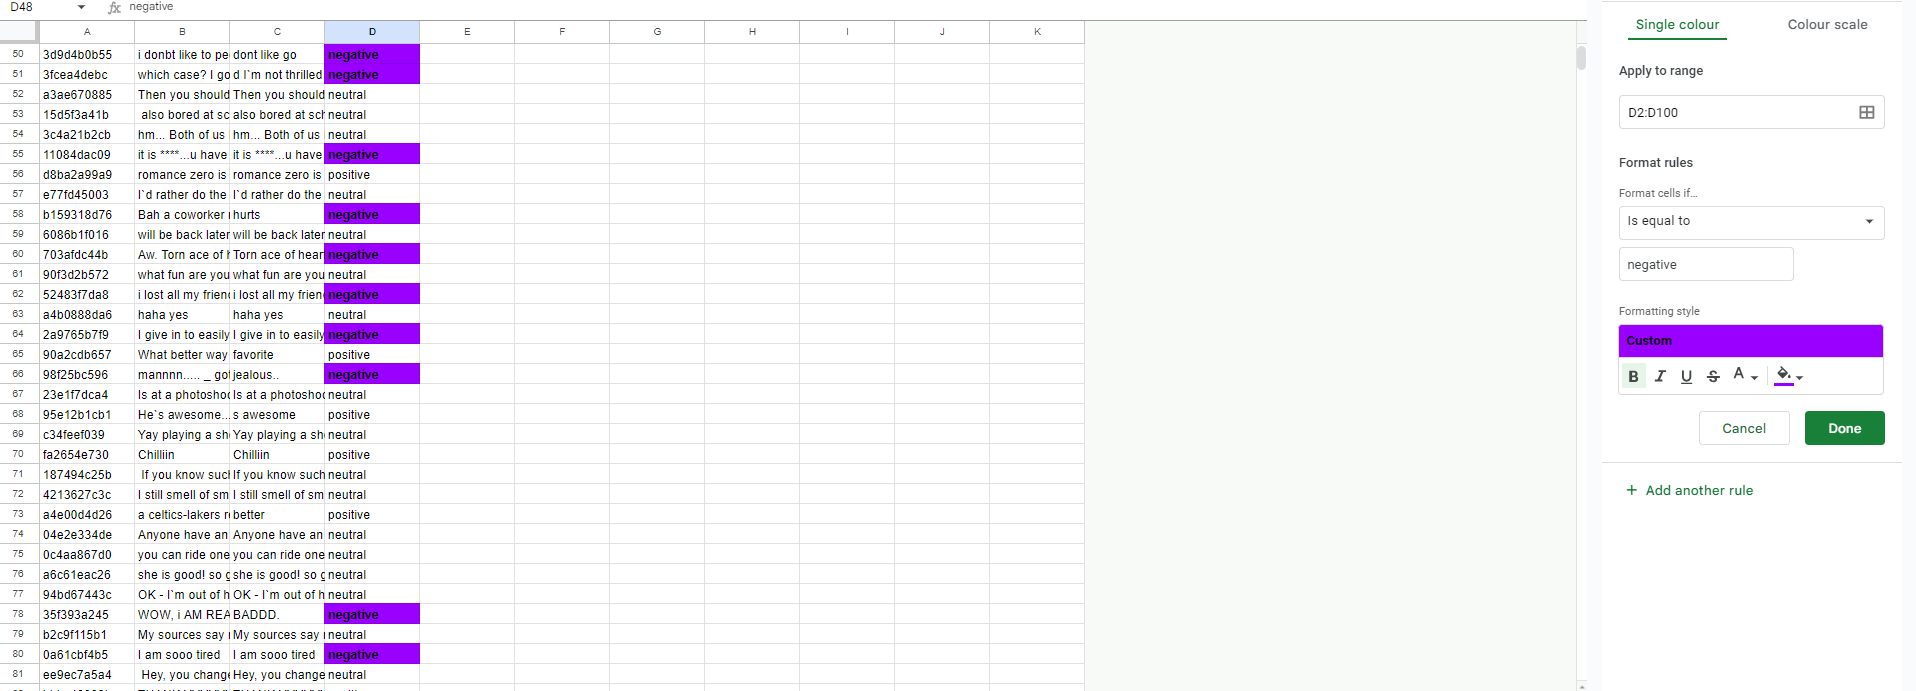 D48 fx negative
A B C D E F G H I J K
50 3d9d4b0b55 i donbt like to pe dont like go negative
51 3fcea4debc which case? I go d I`m not thrilled negative
52 a3ae670885 Then you should Then you should neutral
53 15d5f3a41b also bored at sc also bored at sch neutral
54 3c4a21b2cb hm... Both of us hm... Both of us neutral
55 11084dac09 it is ****...u have it is ****...u have negative
56 d8ba2a99a9 romance zero is romance zero is positive
57 e77fd45003 I`d rather do the I`d rather do the neutral
58 b159318d76 Bah a coworker hurts negative
59 6086b1f016 will be back later will be back later neutral
60 703afdc44b Aw. Torn ace of h Torn ace of hear negative
61 90f3d2b572 what fun are you what fun are you neutral
62 52483f7da8 i lost all my frien i lost all my frien negative
63 a4b0888da6 haha yes haha yes neutral
64 2a9765b7f9 I give in to easily I give in to easily negative
65 90a2cdb657 What better way favorite positive
66 98f25bc596 mannnn..... _ got jealous.. negative
67 23e1f7dca4 Is at a photoshoo Is at a photoshoo neutral
68 95e12b1cb1 He`s awesome... s awesome positive
69 c34feef039 Yay playing a sh Yay playing a sh neutral
70 fa2654e730 Chilliin Chilliin positive
71 187494c25b If you know such If you know such neutral
72 4213627c3c I still smell of sm I still smell of sm neutral
73 a4e00d4d26 a celtics-lakers r better positive
74 04e2e334de Anyone have an Anyone have an neutral
75 0c4aa867d0 you can ride one you can ride one neutral
76 a6c61eac26 she is good! so g she is good! so g neutral
77 94bd67443c OK - I`m out of h OK - I`m out of h neutral
78 35f393a245 WOW, i AM REA BADDD. negative
79 b2c9f115b1 My sources say My sources say neutral
80 0a61cbf4b5 I am sooo tired I am sooo tired negative
81 ee9ec7a5a4 Hey, you change Hey, you change neutral
Single colour Colour scale
Apply to range
D2:D100
Format rules
Format cells if…
Is equal to
negative
Formatting style
Custom
B I U S A
Cancel Done
+ Add another rule